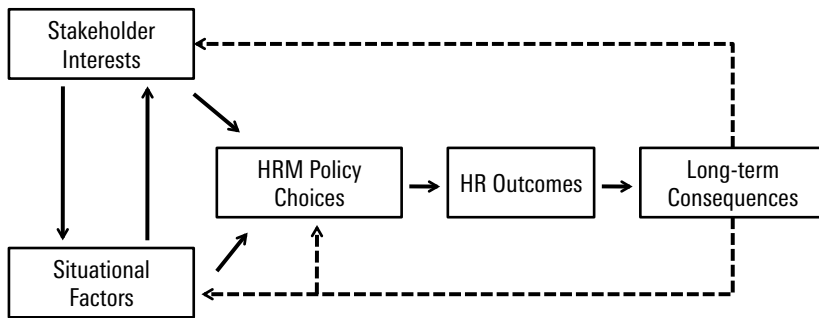 Stakeholder
Interests
HRM Policy
Choices
HR Outcomes
Long-term
Consequences
Situational
Factors